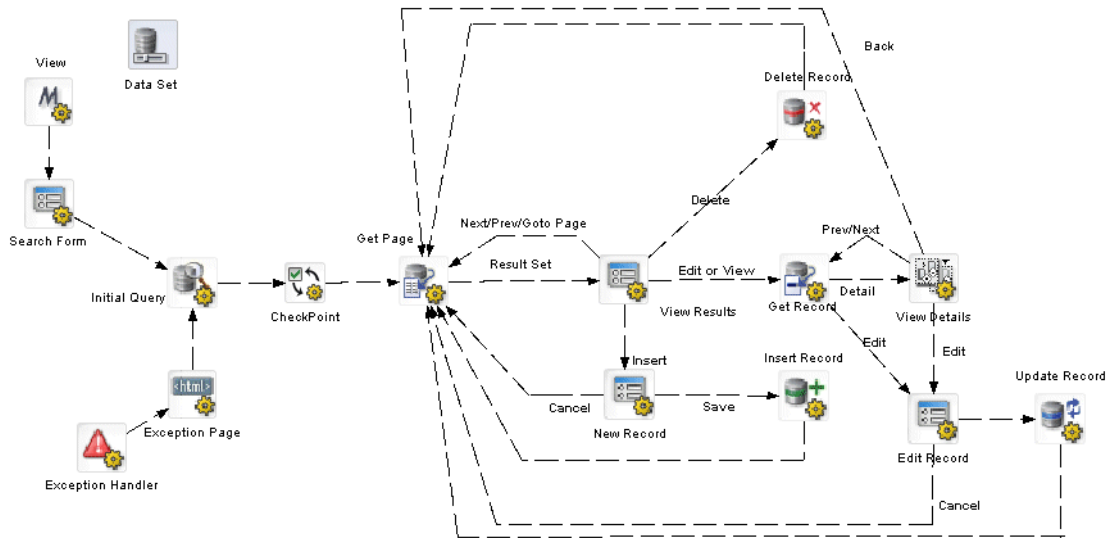 Back
View
Data Set
Delete Record
M
Delete
Search Form
Get Page
Next/Prev/Goto Page
Prev/Next
Result Set
Edit or View
Initial Query
CheckPoint
View Results
Get Record
Detail
View Details
Edit
Edit
Insert
Insert Record
Update Record
<html>
Cancel
Save
Exception Page
New Record
Edit Record
Exception Handler
Cancel